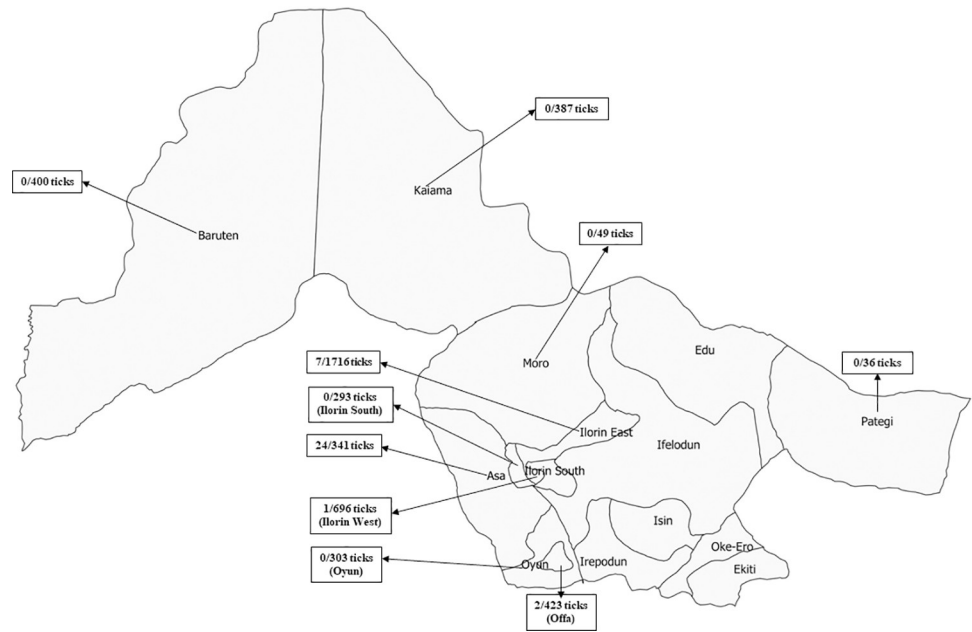 0/387 ticks
0/400 ticks
Kaiama
Baruten
0/49 ticks
Edu
7/1716 ticks
Moro
0/36 ticks
0/293 ticks
(Ilorin South)
Pategi
Ilorin East
24/341 ticks
Ifelodun
Asa
Ilorin South
1/696 ticks
(Ilorin West)
Isin
0/303 ticks
(Oyun)
Oyun
Irepodun
Oke-Ero
Ekiti
2/423 ticks
(Offa)